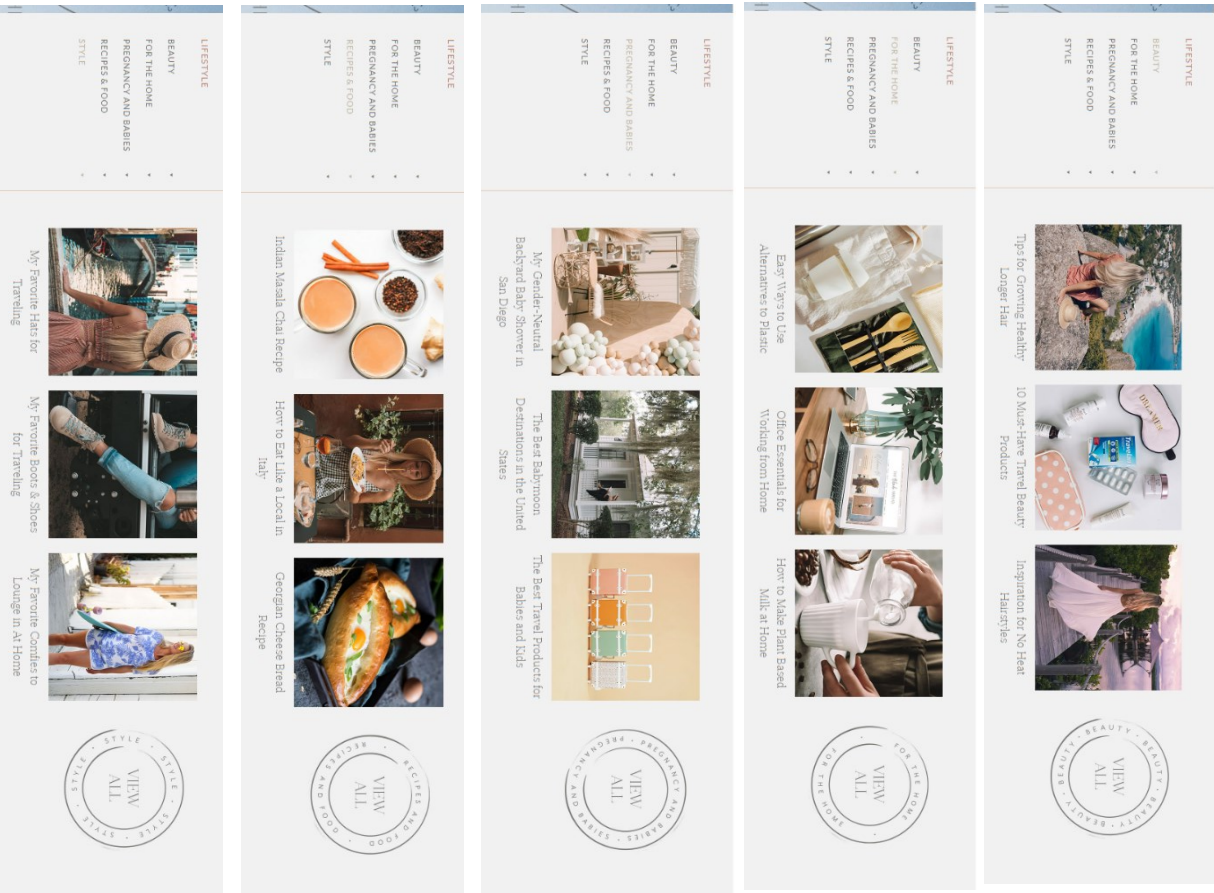 LIFESTYLE
BEAUTY
FOR THE HOME
PREGNANCY AND BABIES
RECIPES & FOOD
STYLE
Tips for Growing Healthy
Longer Hair
10 Must-Have Travel Beauty
Products
Inspiration for No Heat
Hairstyles
BEAUTY · BEAUTY · BEAUTY · BEAUTY ·
VIEW
ALL
LIFESTYLE
BEAUTY
FOR THE HOME
PREGNANCY AND BABIES
RECIPES & FOOD
STYLE
Easy Ways to Use
Alternatives to Plastic
Office Essentials for
Working from Home
How to Make Plant Based
Milk at Home
FOR THE HOME · FOR THE HOME ·
VIEW
ALL
LIFESTYLE
BEAUTY
FOR THE HOME
PREGNANCY AND BABIES
RECIPES & FOOD
STYLE
My Gender-Neutral
Backyard Baby Shower in
San Diego
The Best Babymoon
Destinations in the United
States
The Best Travel Products for
Babies and Kids
PREGNANCY AND BABIES · PREGNANCY AND BABIES ·
VIEW
ALL
LIFESTYLE
BEAUTY
FOR THE HOME
PREGNANCY AND BABIES
RECIPES & FOOD
STYLE
Indian Masala Chai Recipe
How to Eat Like a Local in
Italy
Georgian Cheese Bread
Recipe
RECIPES AND FOOD · RECIPES AND FOOD ·
VIEW
ALL
LIFESTYLE
BEAUTY
FOR THE HOME
PREGNANCY AND BABIES
RECIPES & FOOD
STYLE
My Favorite Hats for
Traveling
My Favorite Boots & Shoes
for Traveling
My Favorite Comfies to
Lounge in At Home
STYLE · STYLE · STYLE · STYLE · STYLE ·
VIEW
ALL